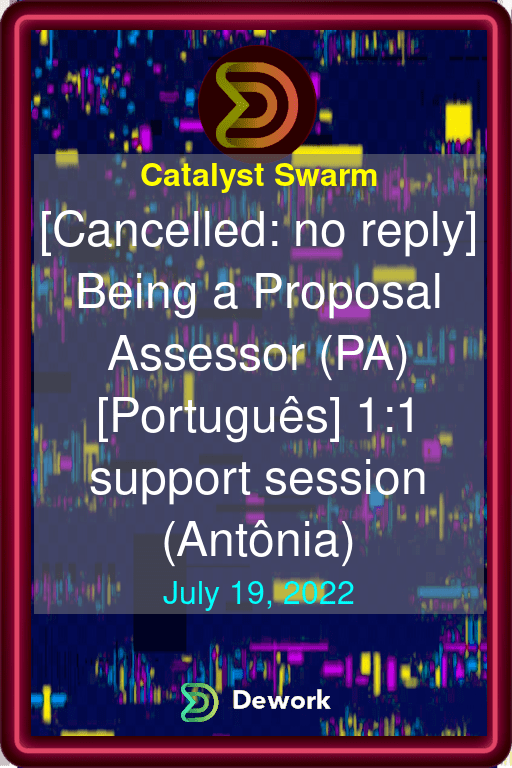 Catalyst Swarm
[Cancelled: no reply]
Being a Proposal
Assessor (PA)
[Português] 1:1
support session
(Antônia)
July 19, 2022
Dework